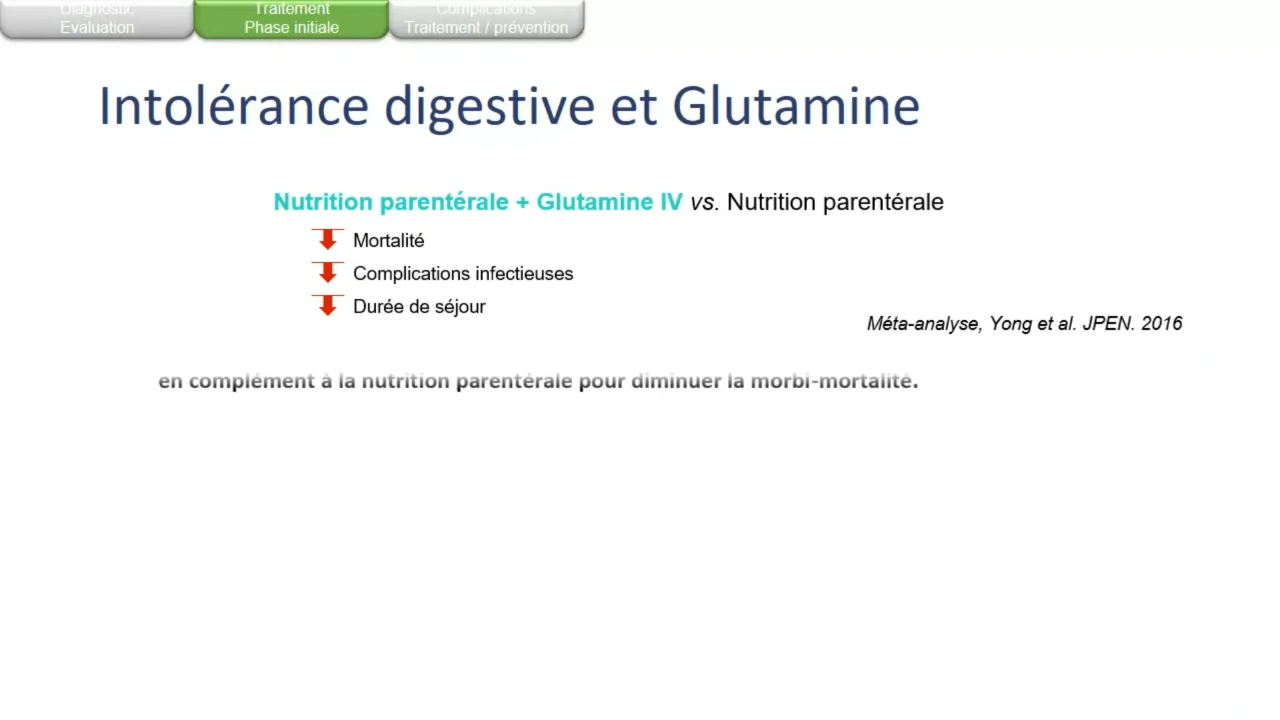 Diagnostic
Evaluation
Traitement
Phase initiale
Complications
Traitement / prévention
Intolérance digestive et Glutamine
Nutrition parentérale + Glutamine IV vs. Nutrition parentérale
Mortalité
Complications infectieuses
Durée de séjour
Méta-analyse, Yong et al. JPEN. 2016
en complément à la nutrition parentérale pour diminuer la morbi-mortalité.